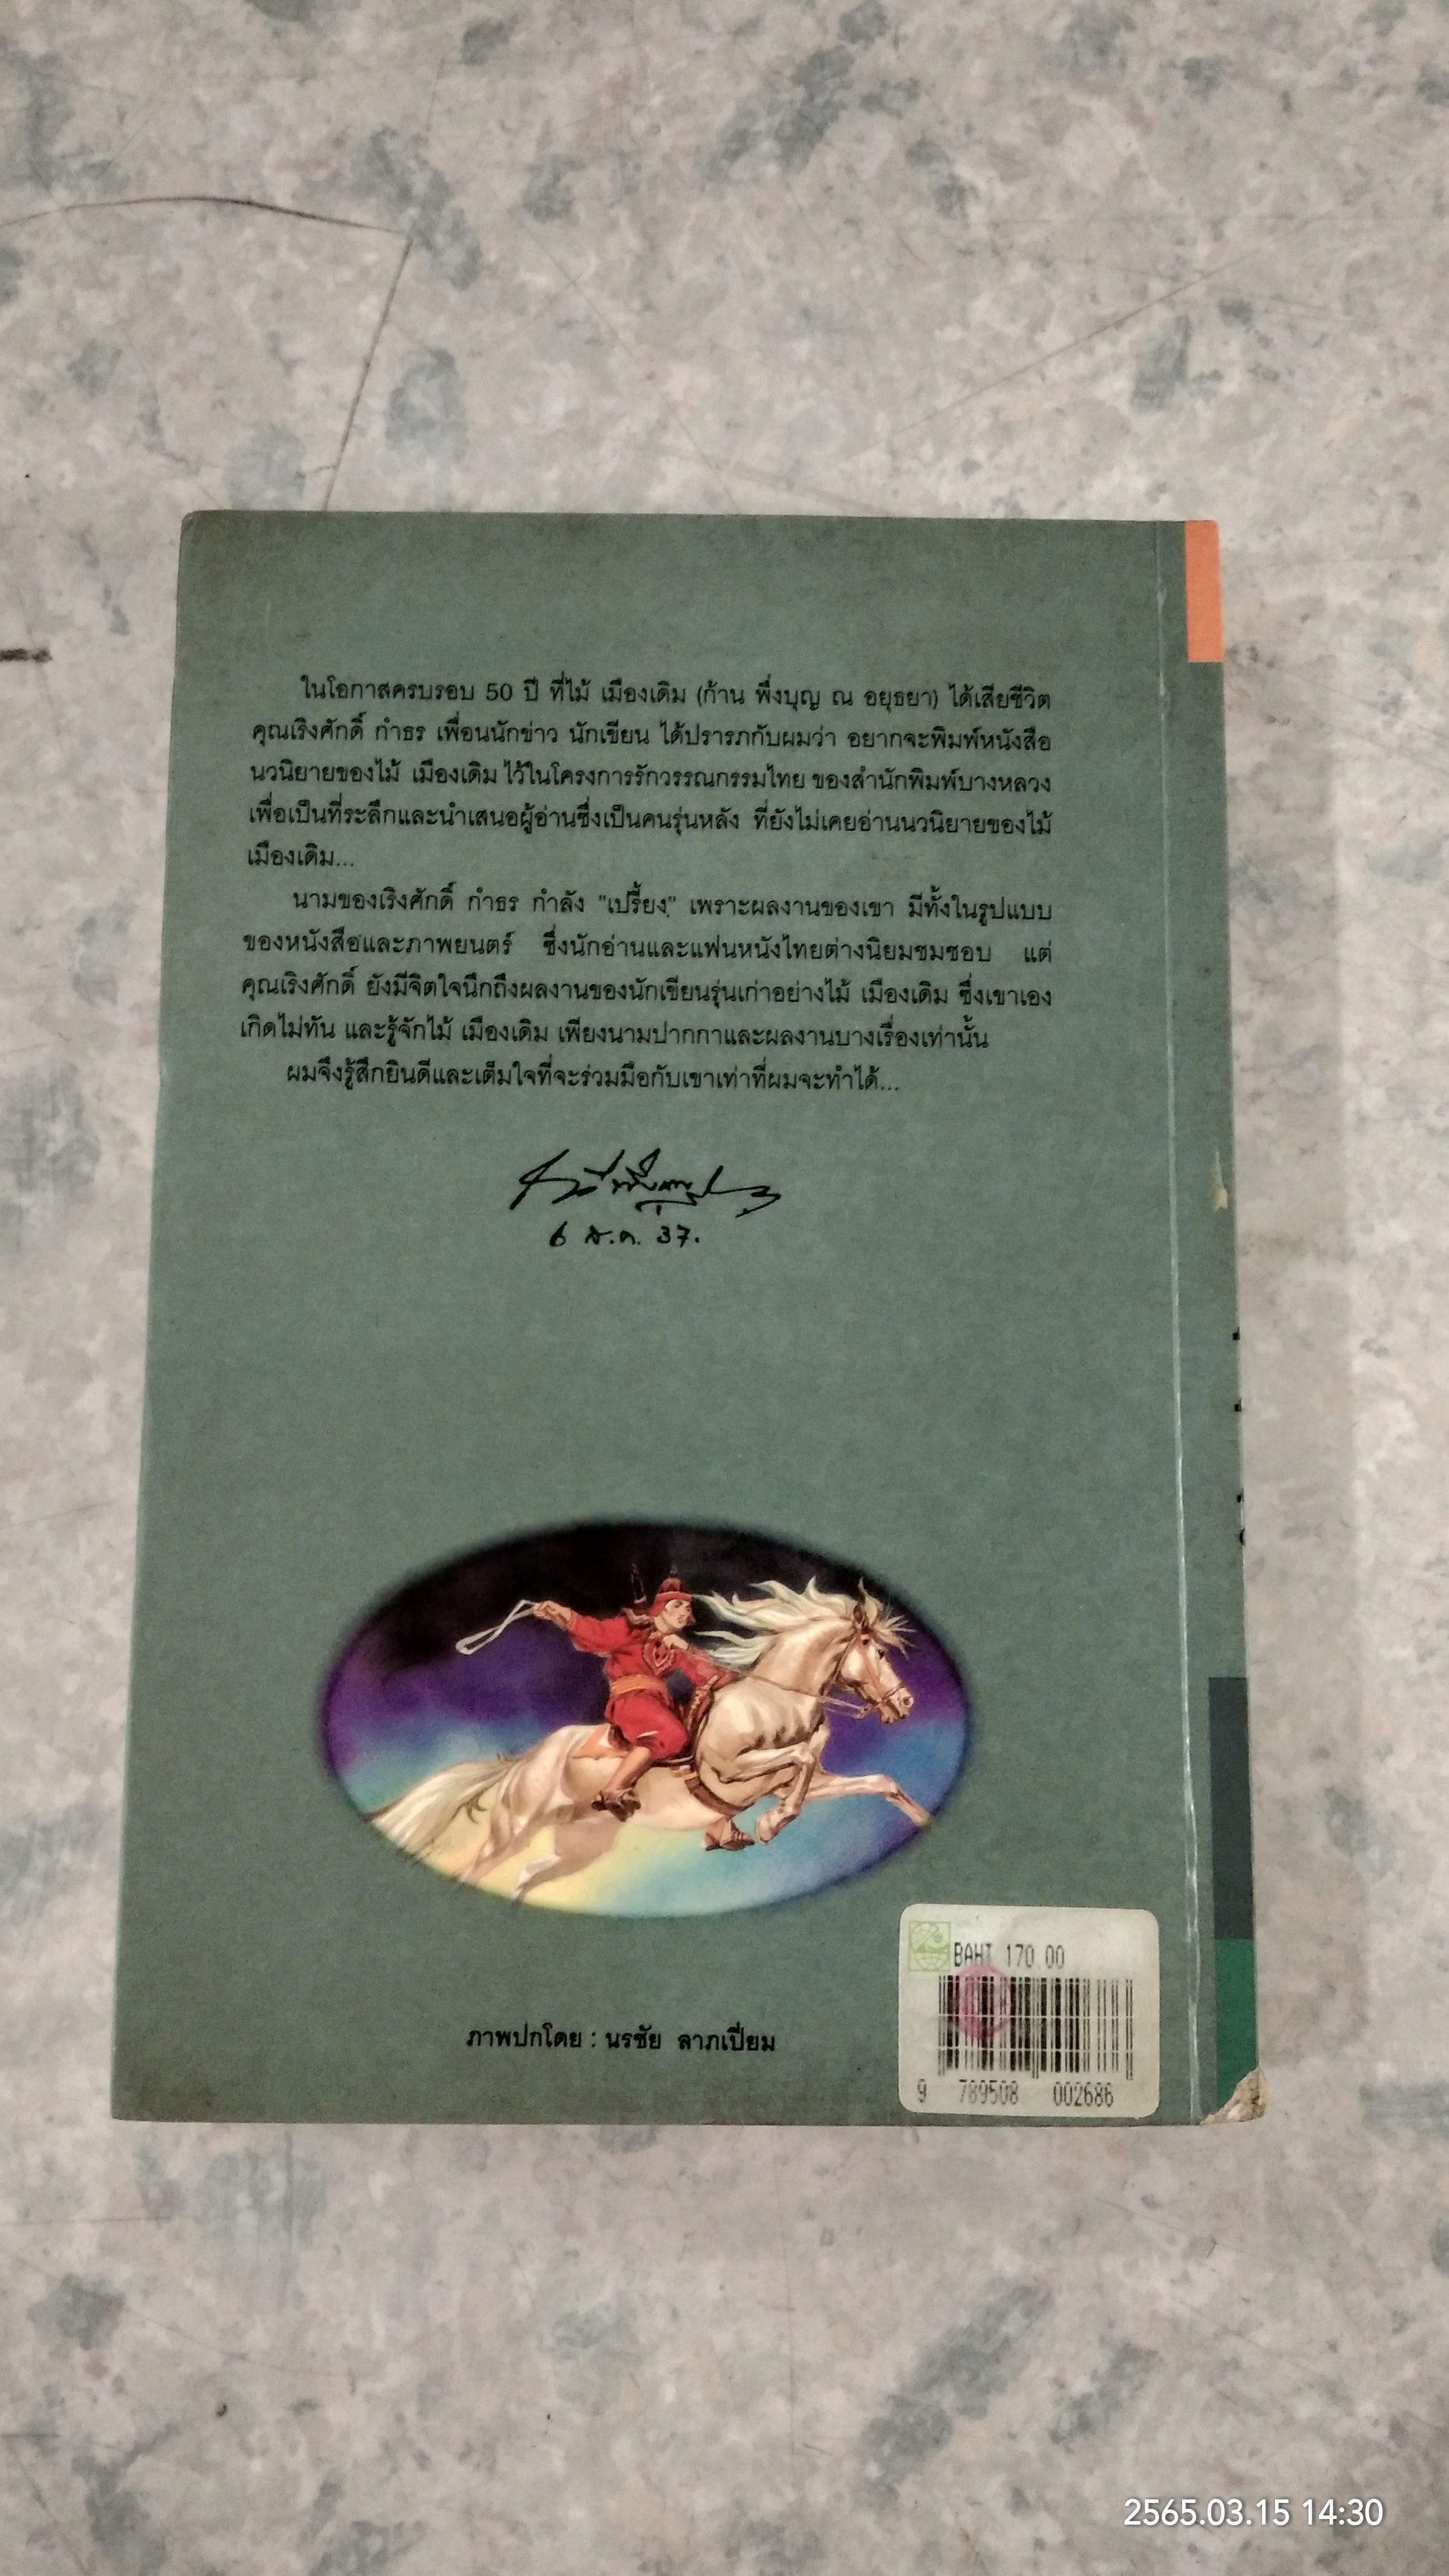 ในโอกาสครบรอบ 50 ปี ที่ไม้ เมืองเดิม (ก้าน พึ่งบุญ ณ อยุธยา) ได้เสียชีวิต
คุณเริงศักดิ์ กำธร เพื่อนนักข่าว นักเขียน ได้ปรารภกับผมว่า อยากจะพิมพ์หนังสือ
นวนิยายของไม้ เมืองเดิม ไว้ในโครงการรักวรรณกรรมไทย ของสำนักพิมพ์บางหลวง
เพื่อเป็นที่ระลึกและนำเสนอผู้อ่านซึ่งเป็นคนรุ่นหลัง ที่ยังไม่เคยอ่านนวนิยายของไม้
เมืองเดิม...
นามของเริงศักดิ์ กำธร กำลัง "เปรี้ยง" เพราะผลงานของเขา มีทั้งในรูปแบบ
ของหนังสือและภาพยนตร์ ซึ่งนักอ่านและแฟนหนังไทยต่างนิยมชมชอบ แต่
คุณเริงศักดิ์ ยังมีจิตใจนึกถึงผลงานของนักเขียนรุ่นเก่าอย่างไม้ เมืองเดิม ซึ่งเขาเอง
เกิดไม่ทัน และรู้จักไม้ เมืองเดิม เพียงนามปากกาและผลงานบางเรื่องเท่านั้น
ผมจึงรู้สึกยินดีและเต็มใจที่จะร่วมมือกับเขาเท่าที่ผมจะทำได้...
6 ส.ค. 37.
BAHT 170.00
9 789508 002686
ภาพปกโดย : นรชัย ลาภเปี่ยม
2565.03.15 14:30